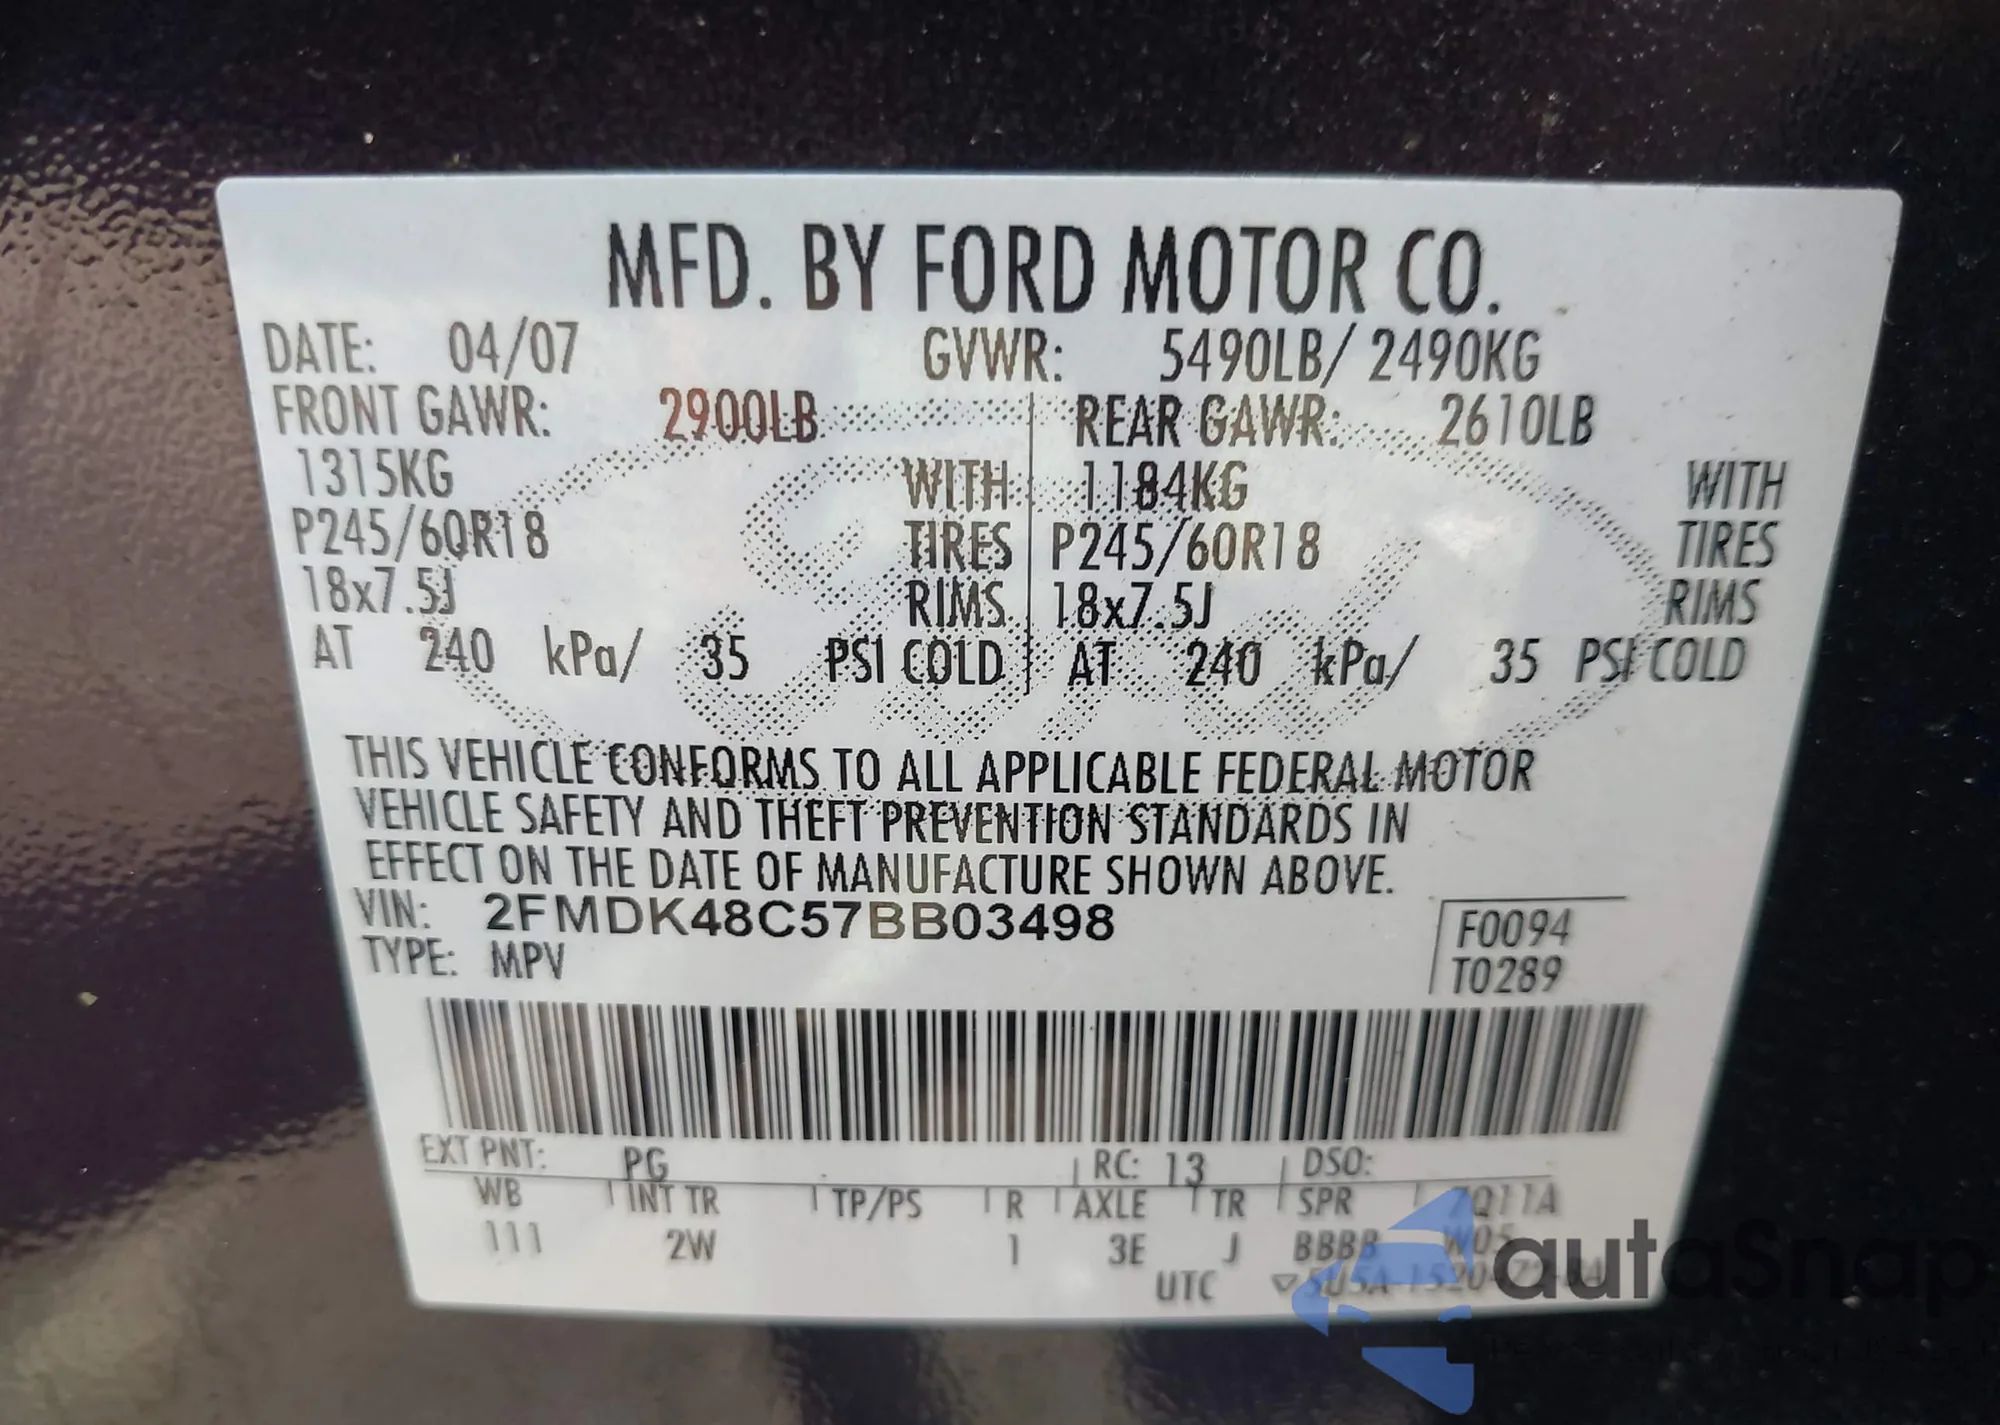 MFD. BY FORD MOTOR CO.
DATE: 04/07 GVWR: 5490LB/ 2490KG
FRONT GAWR: 2900LB REAR GAWR: 2610LB
1315KG WITH 1184KG WITH
P245/60R18 TIRES P245/60R18 TIRES
18x7.5J RIMS 18x7.5J RIMS
AT 240 kPa/ 35 PSI COLD AT 240 kPa/ 35 PSI COLD
THIS VEHICLE CONFORMS TO ALL APPLICABLE FEDERAL MOTOR
VEHICLE SAFETY AND THEFT PREVENTION STANDARDS IN
EFFECT ON THE DATE OF MANUFACTURE SHOWN ABOVE.
VIN: 2FMDK48C57BB03498 F0094
TYPE: MPV T0289
EXT PNT: PG RC: 13 DSO:
WB INT TR TP/PS R AXLE TR SPR 7Q11A
111 2W 1 3E J BBBB W05
UTC
autaSnap